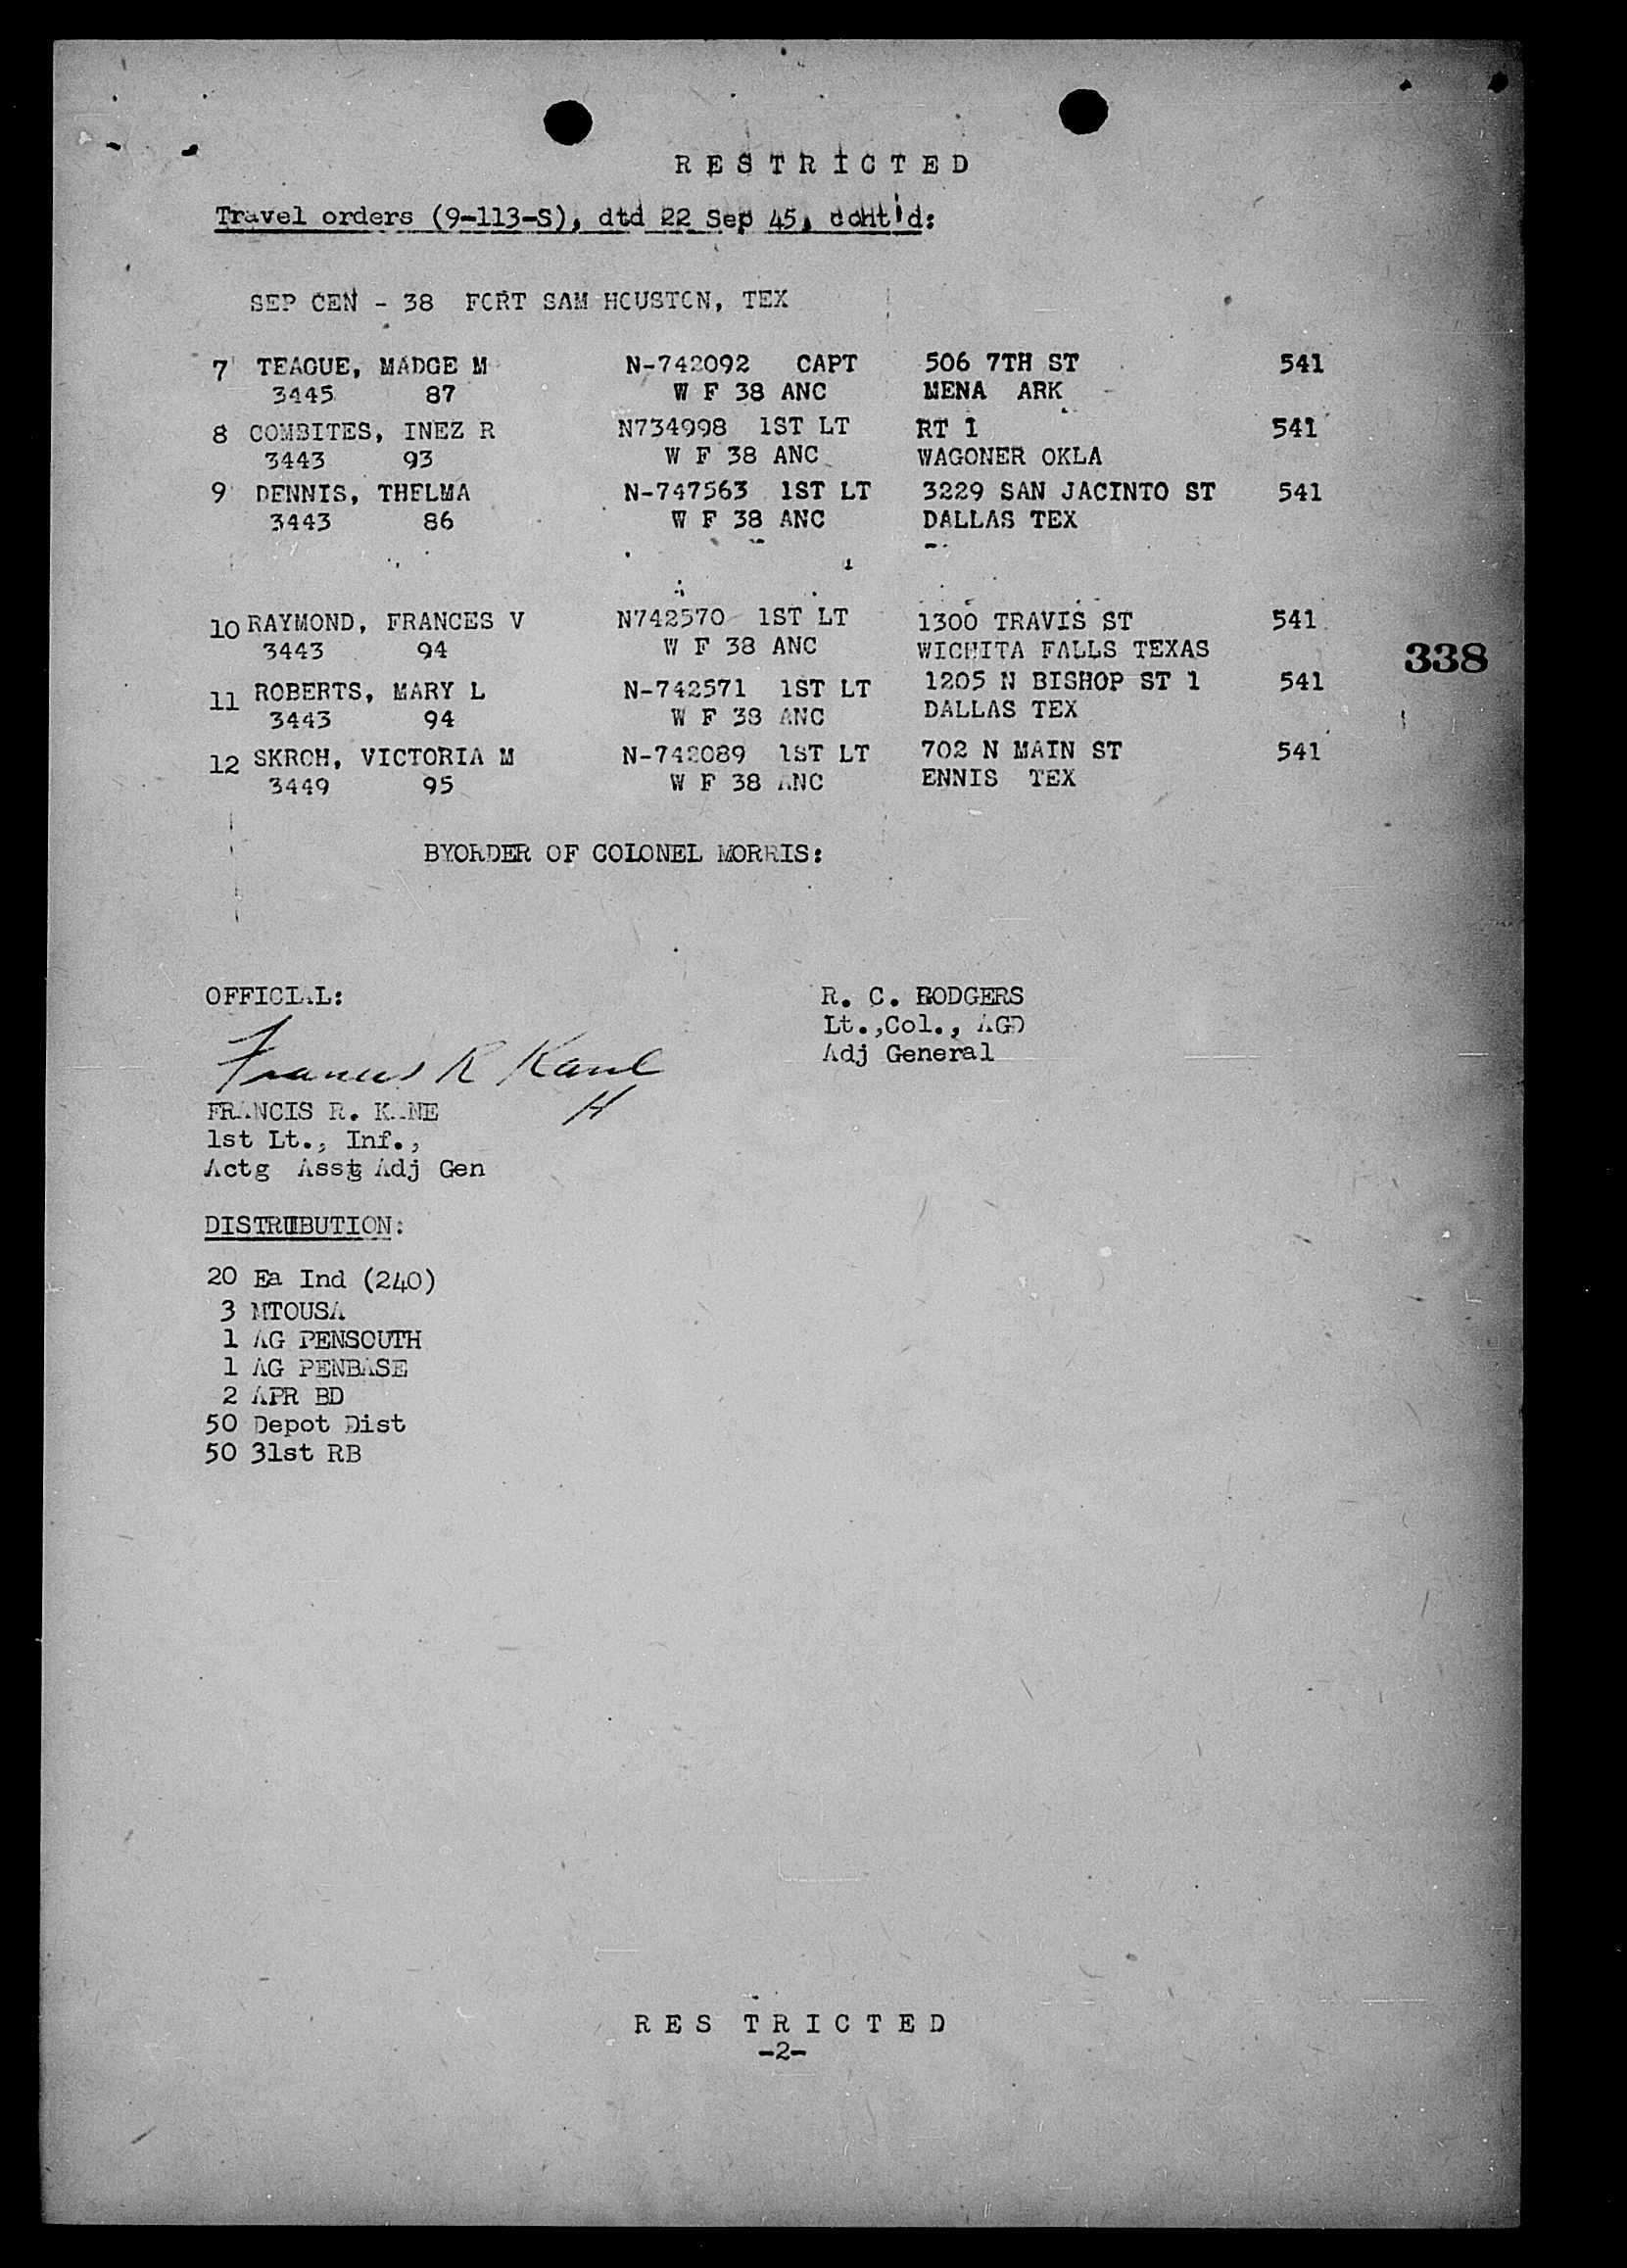 R E S T R I C T E D
Travel orders (9-113-S), dtd 22 Sep 45, cont'd:
SEP CEN - 38 FORT SAM HOUSTON, TEX
7 TEAGUE, MADGE M N-742092 CAPT 506 7TH ST 541
3445 87 W F 38 ANC MENA ARK
8 COMBITES, INEZ R N734998 1ST LT RT 1 541
3443 93 W F 38 ANC WAGONER OKLA
9 DENNIS, THELMA N-747563 1ST LT 3229 SAN JACINTO ST 541
3443 86 W F 38 ANC DALLAS TEX
10 RAYMOND, FRANCES V N742570 1ST LT 1300 TRAVIS ST 541
3443 94 W F 38 ANC WICHITA FALLS TEXAS
338
11 ROBERTS, MARY L N-742571 1ST LT 1205 N BISHOP ST 1 541
3443 94 W F 38 ANC DALLAS TEX
12 SKROH, VICTORIA M N-742089 1ST LT 702 N MAIN ST 541
3449 95 W F 38 ANC ENNIS TEX
BYORDER OF COLONEL MORRIS:
OFFICIAL: R. C. RODGERS
Lt.,Col., AGD
Adj General
Francis R Kane
H
FRANCIS R. KANE
1st Lt., Inf.,
Actg Asst Adj Gen
DISTRIBUTION:
20 Ea Ind (240)
3 MTOUSA
1 AG PENSOUTH
1 AG PENBASE
2 APR BD
50 Depot Dist
50 31st RB
R E S T R I C T E D
-2-